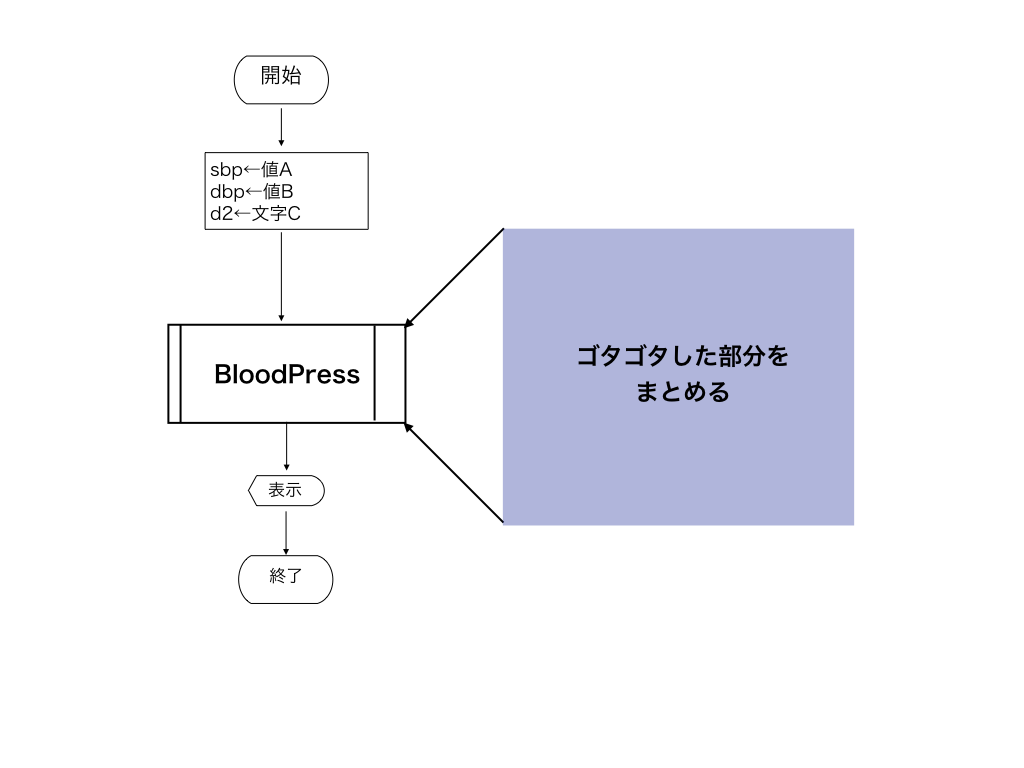 開始
sbp←値A
dbp←値B
d2←文字C
BloodPress
表示
終了
ゴタゴタした部分を
まとめる